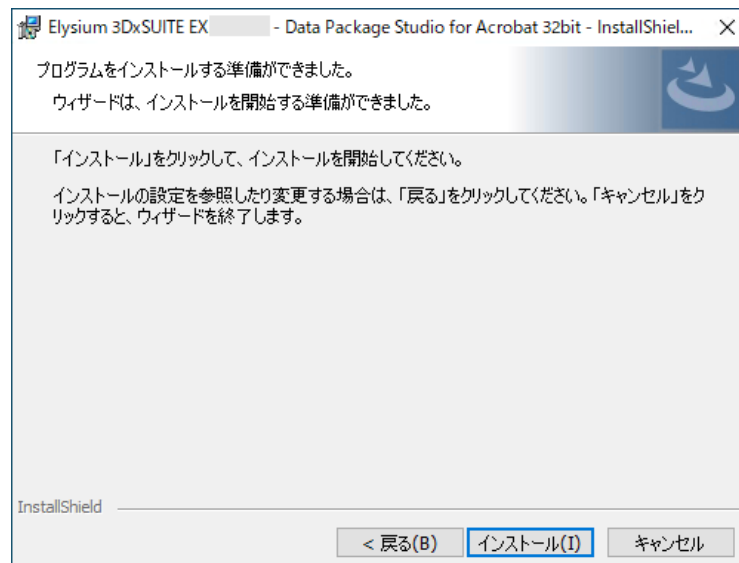 Elysium 3DxSUITE EX - Data Package Studio for Acrobat 32bit - InstallShiel...
プログラムをインストールする準備ができました。
ウィザードは、インストールを開始する準備ができました。
「インストール」をクリックして、インストールを開始してください。
インストールの設定を参照したり変更する場合は、「戻る」をクリックしてください。「キャンセル」をク
リックすると、ウィザードを終了します。
InstallShield
< 戻る(B) インストール(I) キャンセル